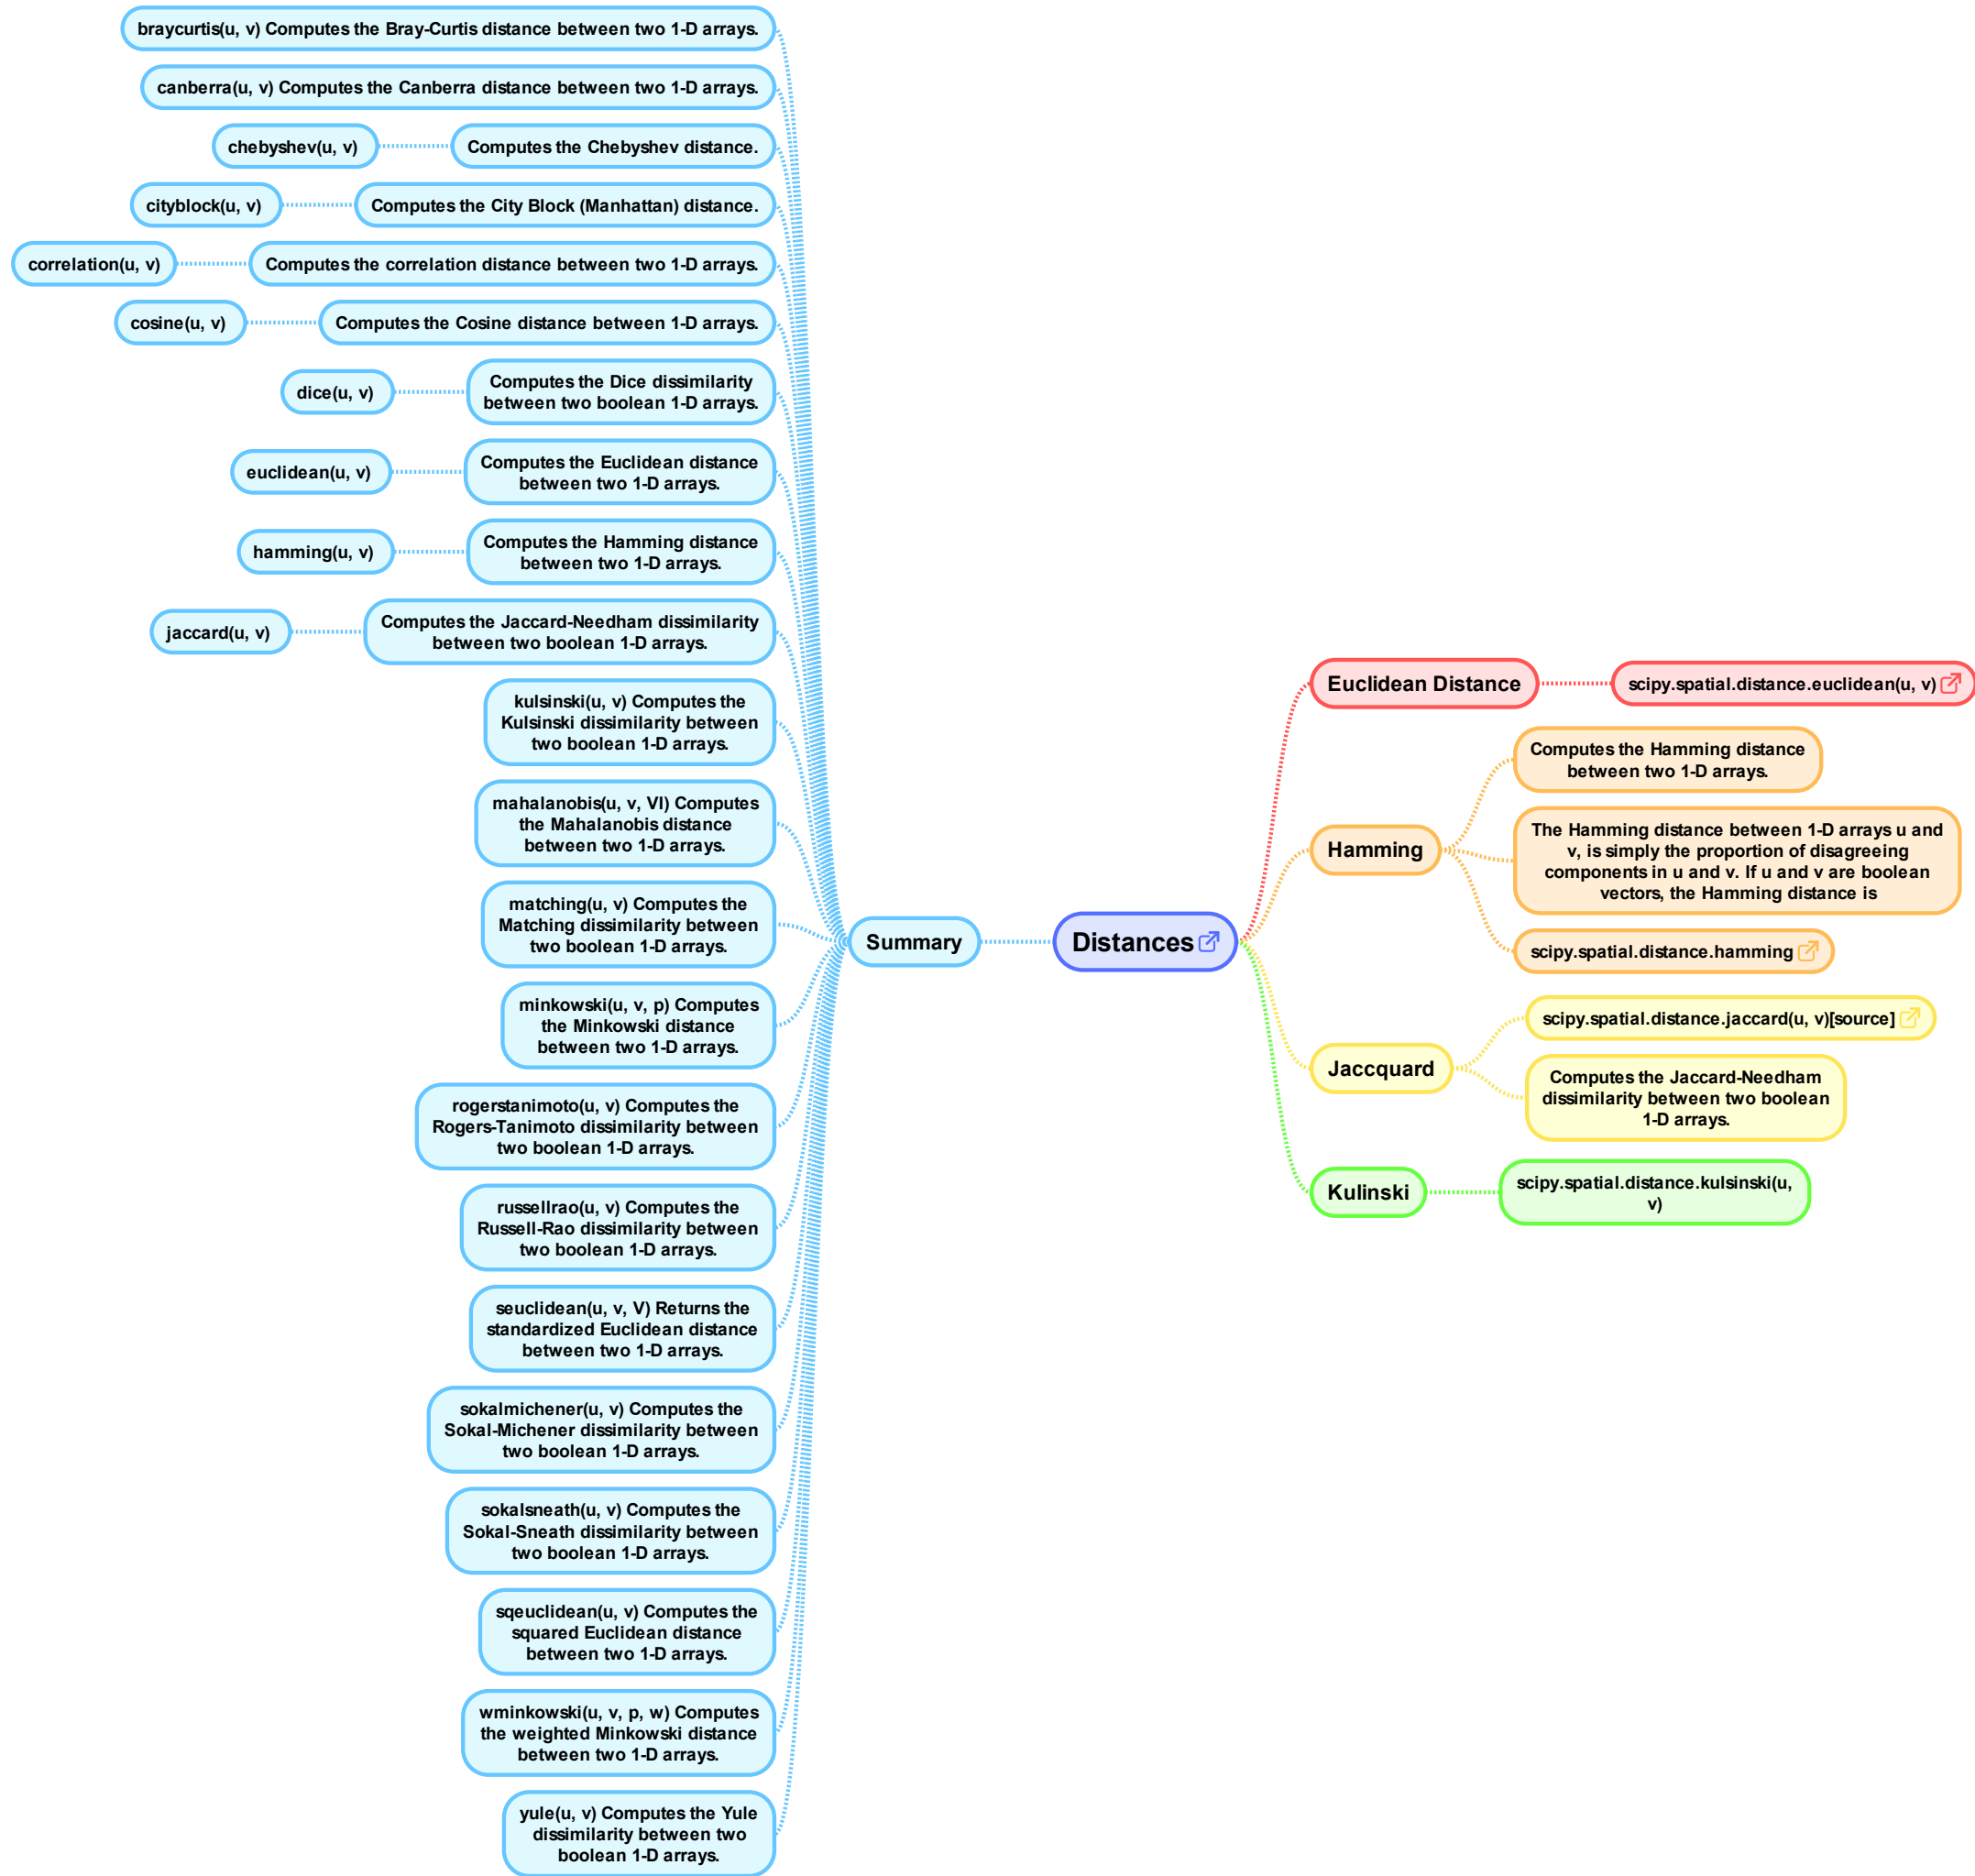 braycurtis(u, v) Computes the Bray-Curtis distance between two 1-D arrays.
canberra(u, v) Computes the Canberra distance between two 1-D arrays.
chebyshev(u, v)
Computes the Chebyshev distance.
cityblock(u, v)
Computes the City Block (Manhattan) distance.
correlation(u, v)
Computes the correlation distance between two 1-D arrays.
cosine(u, v)
Computes the Cosine distance between 1-D arrays.
dice(u, v)
Computes the Dice dissimilarity
between two boolean 1-D arrays.
euclidean(u, v)
Computes the Euclidean distance
between two 1-D arrays.
hamming(u, v)
Computes the Hamming distance
between two 1-D arrays.
jaccard(u, v)
Computes the Jaccard-Needham dissimilarity
between two boolean 1-D arrays.
kulsinski(u, v) Computes the
Kulsinski dissimilarity between
two boolean 1-D arrays.
mahalanobis(u, v, VI) Computes
the Mahalanobis distance
between two 1-D arrays.
matching(u, v) Computes the
Matching dissimilarity between
two boolean 1-D arrays.
minkowski(u, v, p) Computes
the Minkowski distance
between two 1-D arrays.
rogerstanimoto(u, v) Computes the
Rogers-Tanimoto dissimilarity between
two boolean 1-D arrays.
russellrao(u, v) Computes the
Russell-Rao dissimilarity between
two boolean 1-D arrays.
seuclidean(u, v, V) Returns the
standardized Euclidean distance
between two 1-D arrays.
sokalmichener(u, v) Computes the
Sokal-Michener dissimilarity between
two boolean 1-D arrays.
sokalsneath(u, v) Computes the
Sokal-Sneath dissimilarity between
two boolean 1-D arrays.
sqeuclidean(u, v) Computes the
squared Euclidean distance
between two 1-D arrays.
wminkowski(u, v, p, w) Computes
the weighted Minkowski distance
between two 1-D arrays.
yule(u, v) Computes the Yule
dissimilarity between two
boolean 1-D arrays.
Summary
Distances
Euclidean Distance
scipy.spatial.distance.euclidean(u, v)
Hamming
Computes the Hamming distance
between two 1-D arrays.
The Hamming distance between 1-D arrays u and
v, is simply the proportion of disagreeing
components in u and v. If u and v are boolean
vectors, the Hamming distance is
scipy.spatial.distance.hamming
Jaccquard
scipy.spatial.distance.jaccard(u, v)[source]
Computes the Jaccard-Needham
dissimilarity between two boolean
1-D arrays.
Kulinski
scipy.spatial.distance.kulsinski(u,
v)